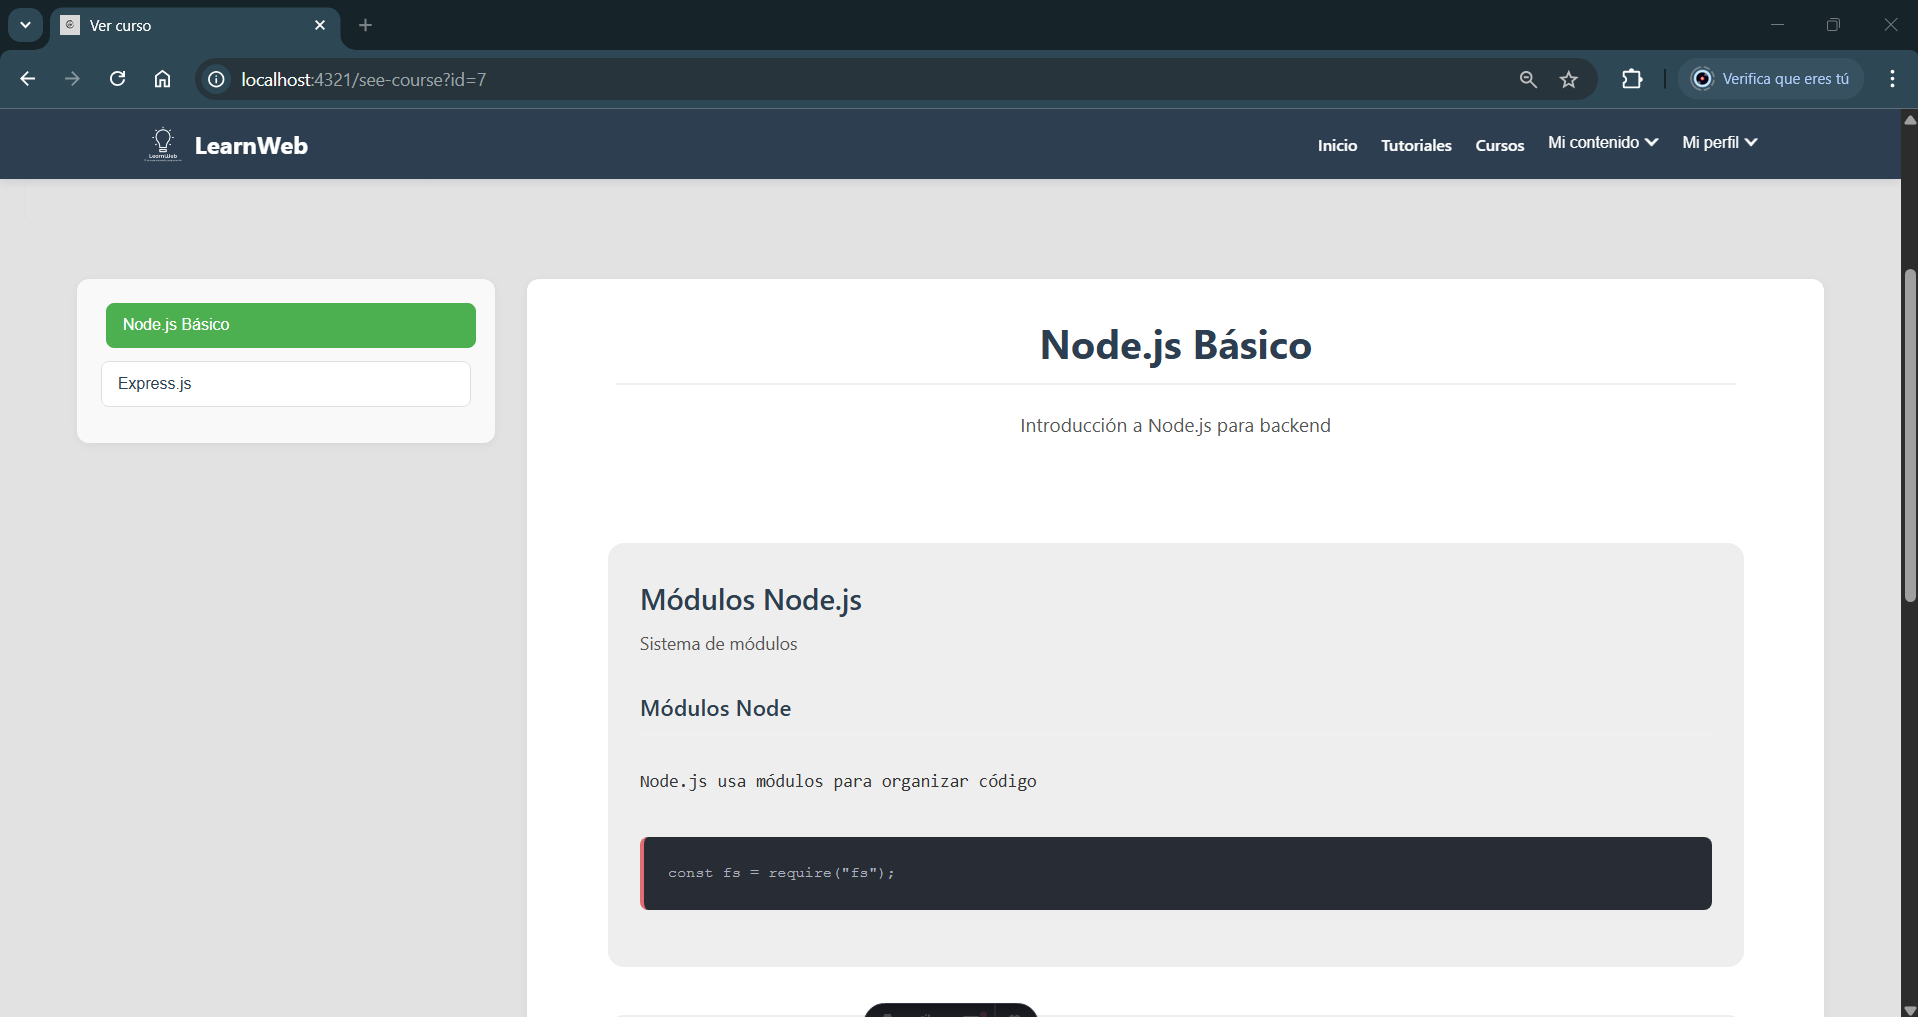 Ver curso
localhost:4321/see-course?id=7
Verifica que eres tú
LearnWeb
LearnWeb
Inicio
Tutoriales
Cursos
Mi contenido
Mi perfil
Node.js Básico
Express.js
Node.js Básico
Introducción a Node.js para backend
Módulos Node.js
Sistema de módulos
Módulos Node
Node.js usa módulos para organizar código
const fs = require("fs");